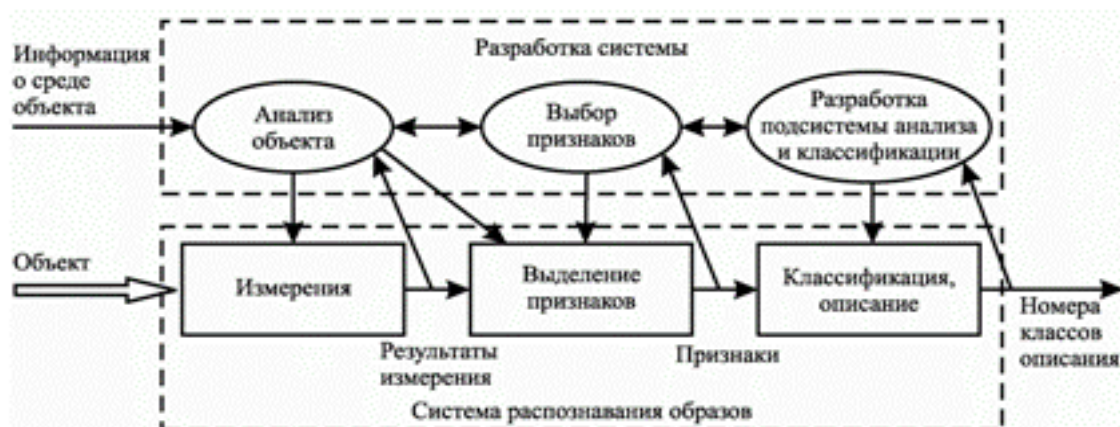 Информация
о среде
объекта
Разработка системы
Анализ
объекта
Выбор
признаков
Разработка
подсистемы анализа
и классификации
Объект
Измерения
Выделение
признаков
Классификация,
описание
Результаты
измерения
Признаки
Номера
классов
описания
Система распознавания образов